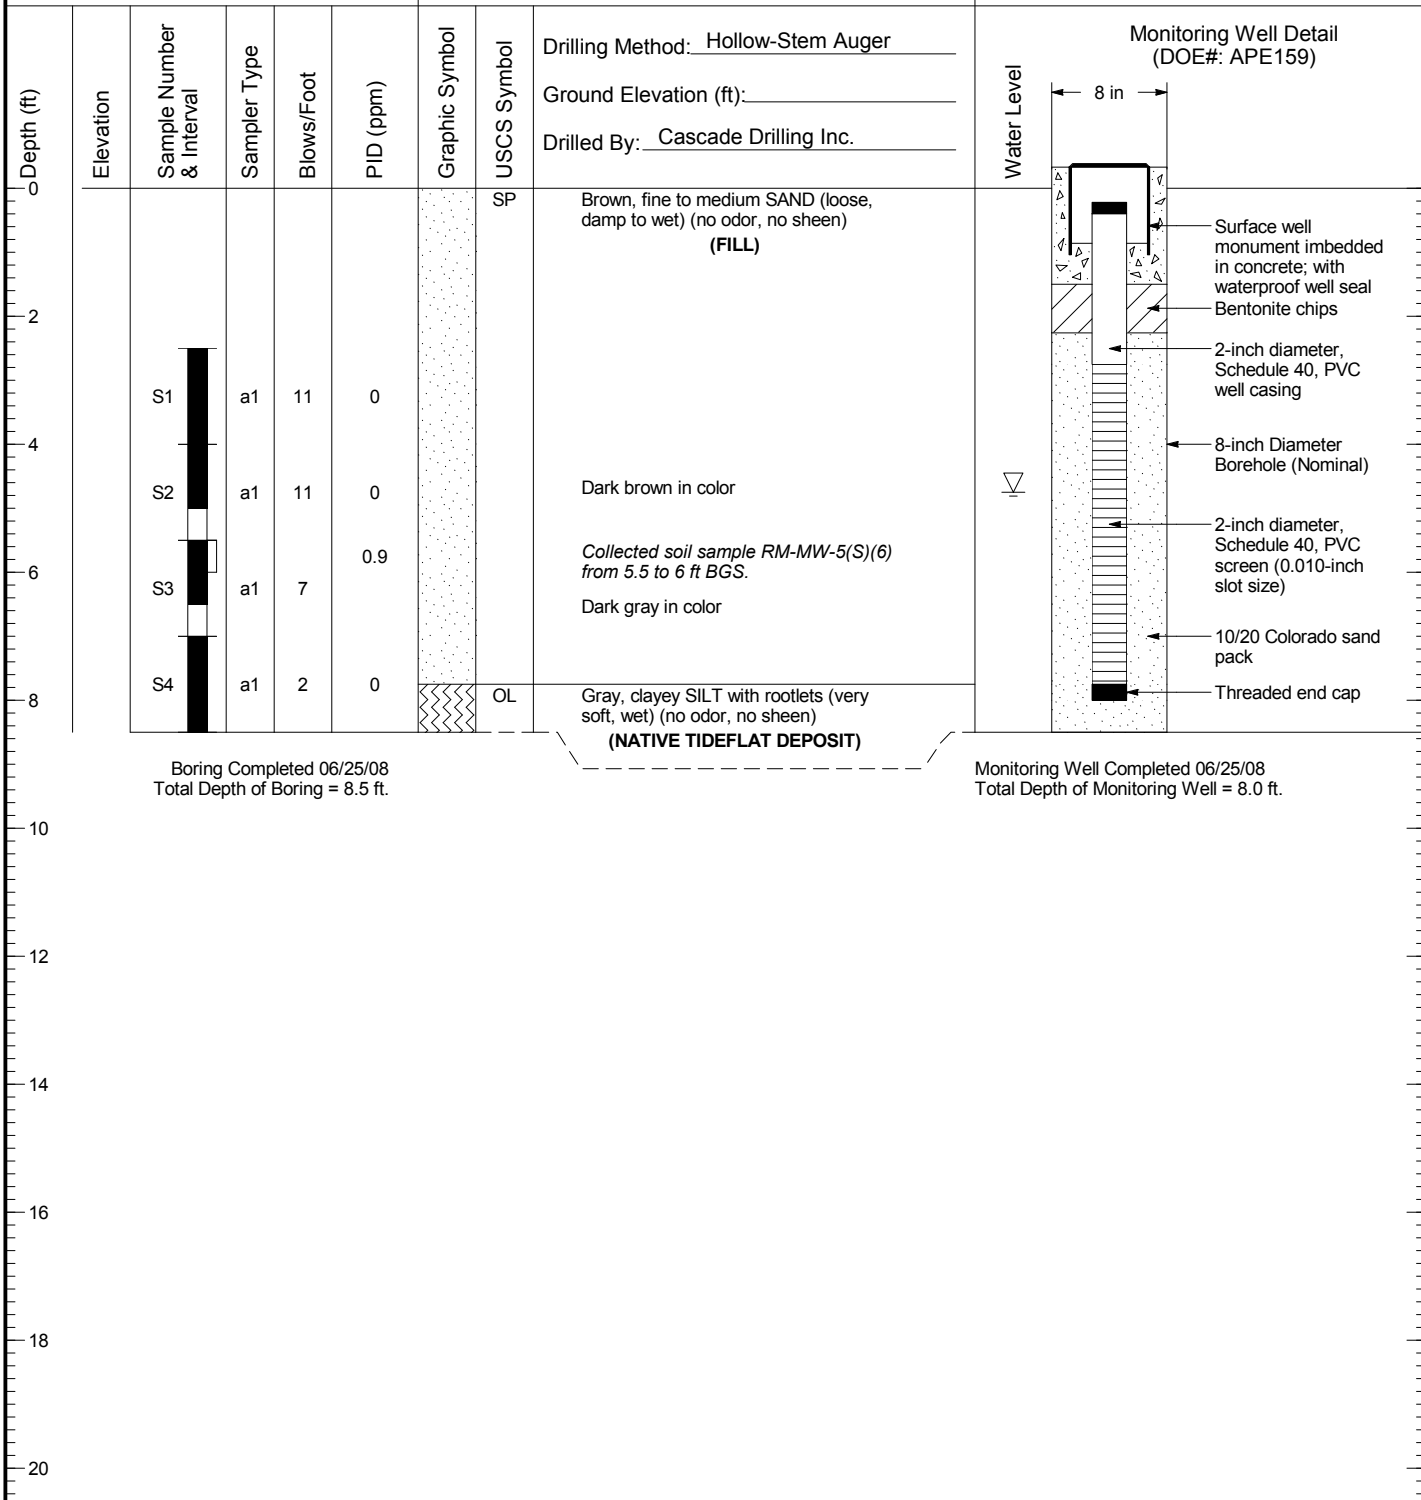 Depth (ft)
Elevation
Sample Number
& Interval
Sampler Type
Blows/Foot
PID (ppm)
Graphic Symbol
USCS Symbol
Drilling Method: Hollow-Stem Auger
Ground Elevation (ft):
Drilled By: Cascade Drilling Inc.
Water Level
Monitoring Well Detail
(DOE#: APE159)
8 in
0
SP
Brown, fine to medium SAND (loose,
damp to wet) (no odor, no sheen)
(FILL)
Surface well
monument imbedded
in concrete; with
waterproof well seal
Bentonite chips
2
2-inch diameter,
Schedule 40, PVC
well casing
S1 a1 11 0
4
8-inch Diameter
Borehole (Nominal)
S2 a1 11 0
Dark brown in color
2-inch diameter,
Schedule 40, PVC
screen (0.010-inch
slot size)
0.9
Collected soil sample RM-MW-5(S)(6)
from 5.5 to 6 ft BGS.
6
S3 a1 7
Dark gray in color
10/20 Colorado sand
pack
S4 a1 2 0
OL
Gray, clayey SILT with rootlets (very
soft, wet) (no odor, no sheen)
(NATIVE TIDEFLAT DEPOSIT)
Threaded end cap
8
Boring Completed 06/25/08
Total Depth of Boring = 8.5 ft.
Monitoring Well Completed 06/25/08
Total Depth of Monitoring Well = 8.0 ft.
10
12
14
16
18
20